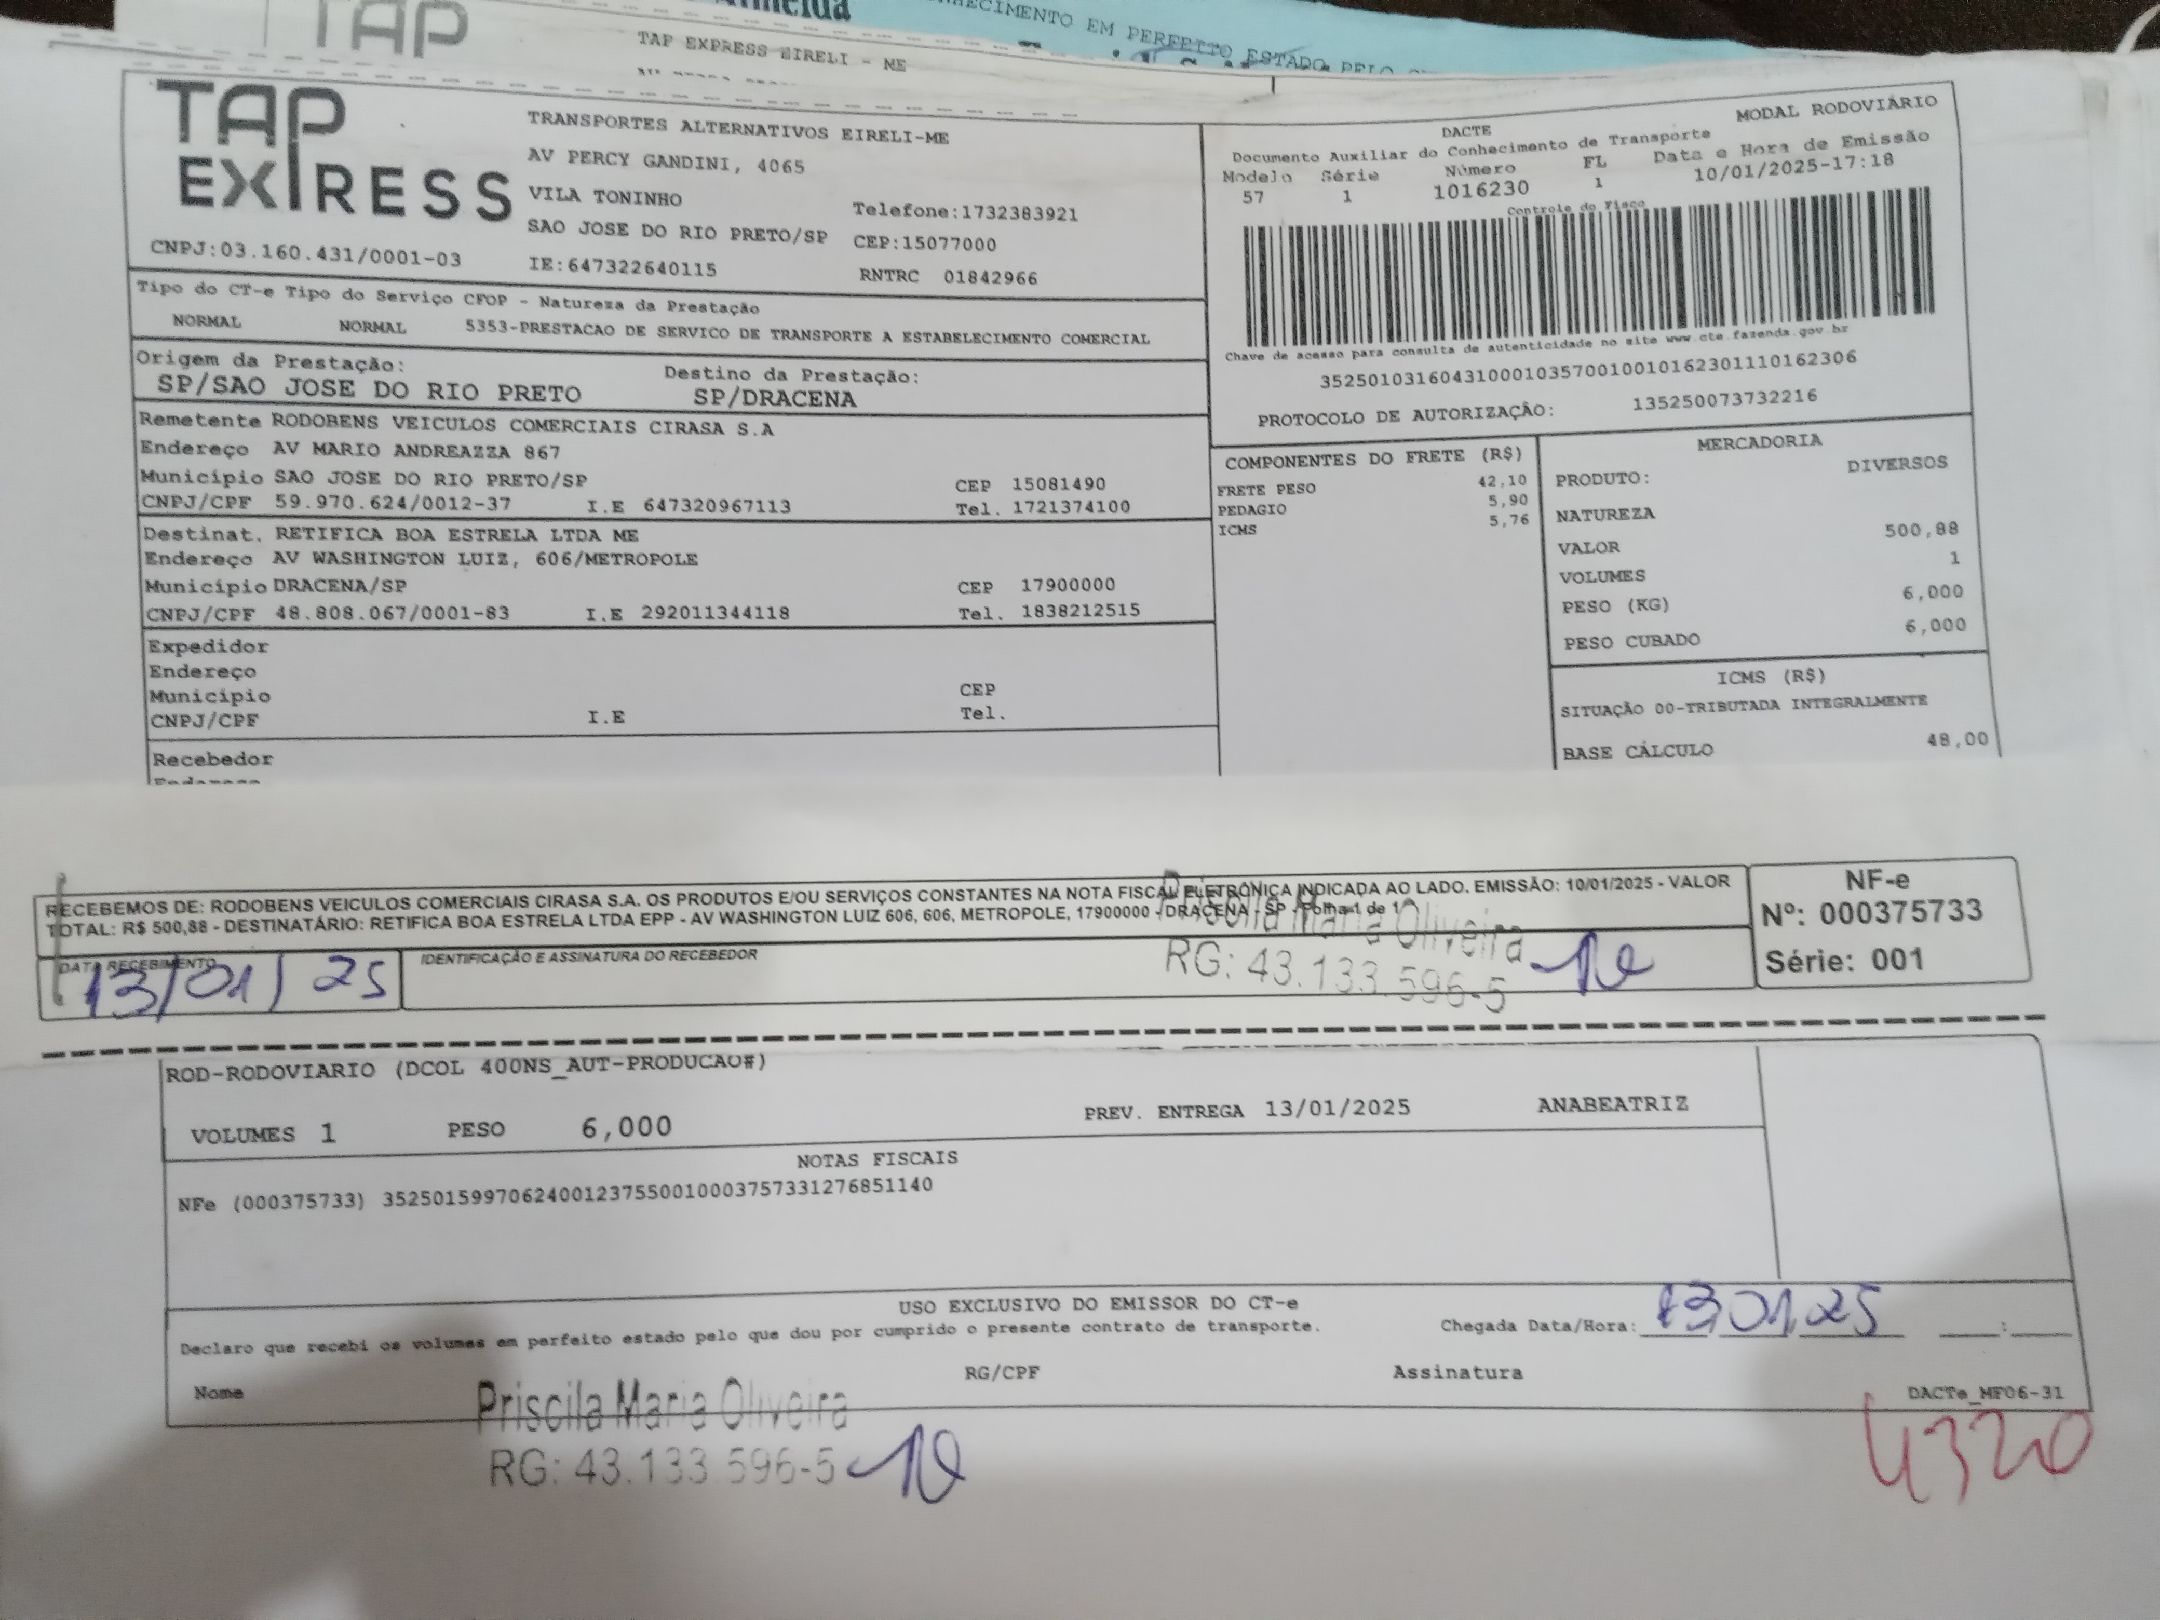 TAP
TAP EXPRESS EIRELI - ME
CONHECIMENTO EM PERFEITO ESTADO PELO
TAP EXPRESS
TRANSPORTES ALTERNATIVOS EIRELI-ME
AV PERCY GANDINI, 4065
VILA TONINHO
Telefone:1732383921
SAO JOSE DO RIO PRETO/SP CEP:15077000
CNPJ:03.160.431/0001-03
IE:647322640115
RNTRC 01842966
MODAL RODOVIÁRIO
DACTE
Documento Auxiliar do Conhecimento de Transporte
Modelo Série Número FL Data e Hora de Emissão
57 1 1016230 1 10/01/2025-17:18
Controle do Fisco
Chave de acesso para consulta de autenticidade no site www.cte.fazenda.gov.br
35250103160431000103570010010162301110162306
PROTOCOLO DE AUTORIZAÇÃO: 135250073732216
Tipo do CT-e Tipo do Serviço CFOP - Natureza da Prestação
NORMAL NORMAL 5353-PRESTACAO DE SERVICO DE TRANSPORTE A ESTABELECIMENTO COMERCIAL
Origem da Prestação: Destino da Prestação:
SP/SAO JOSE DO RIO PRETO SP/DRACENA
Remetente RODOBENS VEICULOS COMERCIAIS CIRASA S.A
Endereço AV MARIO ANDREAZZA 867
Município SAO JOSE DO RIO PRETO/SP CEP 15081490
CNPJ/CPF 59.970.624/0012-37 I.E 647320967113 Tel. 1721374100
Destinat. RETIFICA BOA ESTRELA LTDA ME
Endereço AV WASHINGTON LUIZ, 606/METROPOLE
Município DRACENA/SP CEP 17900000
CNPJ/CPF 48.808.067/0001-83 I.E 292011344118 Tel. 1838212515
Expedidor
Endereço
Município CEP
CNPJ/CPF I.E Tel.
Recebedor
COMPONENTES DO FRETE (R$)
FRETE PESO 42,10
PEDAGIO 5,90
ICMS 5,76
MERCADORIA
PRODUTO: DIVERSOS
NATUREZA
VALOR 500,88
VOLUMES 1
PESO (KG) 6,000
PESO CUBADO 6,000
ICMS (R$)
SITUAÇÃO 00-TRIBUTADA INTEGRALMENTE
BASE CÁLCULO 48,00
RECEBEMOS DE: RODOBENS VEICULOS COMERCIAIS CIRASA S.A. OS PRODUTOS E/OU SERVIÇOS CONSTANTES NA NOTA FISCAL ELETRÔNICA INDICADA AO LADO. EMISSÃO: 10/01/2025 - VALOR
TOTAL: R$ 500,88 - DESTINATÁRIO: RETIFICA BOA ESTRELA LTDA EPP - AV WASHINGTON LUIZ 606, 606, METROPOLE, 17900000 - DRACENA - SP - Folha 1 de 1
DATA RECEBIMENTO
13/01/25
IDENTIFICAÇÃO E ASSINATURA DO RECEBEDOR
Priscila Maria Oliveira
RG: 43.133.596-5
NF-e
Nº: 000375733
Série: 001
ROD-RODOVIARIO (DCOL 400NS_AUT-PRODUCAO#)
VOLUMES 1 PESO 6,000 PREV. ENTREGA 13/01/2025 ANABEATRIZ
NOTAS FISCAIS
NFe (000375733) 35250159970624001237550010003757331276851140
USO EXCLUSIVO DO EMISSOR DO CT-e
Declaro que recebi os volumes em perfeito estado pelo que dou por cumprido o presente contrato de transporte. Chegada Data/Hora: 13 01 25 :
Nome RG/CPF Assinatura
DACTe_MF06-31
Priscila Maria Oliveira
RG: 43.133.596-5
4320